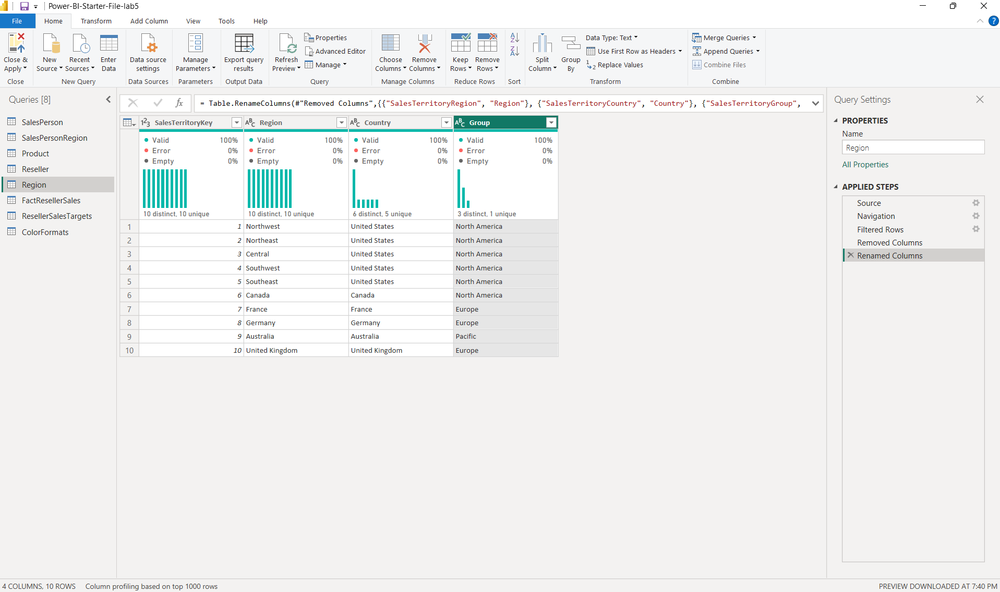 Power-BI-Starter-File-lab5
File Home Transform Add Column View Tools Help
Close & Apply
New Source
Recent Sources
Enter Data
Data source settings
Manage Parameters
Export query results
Refresh Preview
Properties
Advanced Editor
Manage
Choose Columns
Remove Columns
Keep Rows
Remove Rows
Split Column
Group By
Data Type: Text
Use First Row as Headers
Replace Values
Merge Queries
Append Queries
Combine Files
Close New Query Data Sources Parameters Output Data Query Manage Columns Reduce Rows Sort Transform Combine
Queries [8]
SalesPerson
SalesPersonRegion
Product
Reseller
Region
FactResellerSales
ResellerSalesTargets
ColorFormats
fx = Table.RenameColumns(#"Removed Columns",{{"SalesTerritoryRegion", "Region"}, {"SalesTerritoryCountry", "Country"}, {"SalesTerritoryGroup",
123 SalesTerritoryKey ABC Region ABC Country ABC Group
Valid 100% Valid 100% Valid 100% Valid 100%
Error 0% Error 0% Error 0% Error 0%
Empty 0% Empty 0% Empty 0% Empty 0%
10 distinct, 10 unique 10 distinct, 10 unique 6 distinct, 5 unique 3 distinct, 1 unique
1 1 Northwest United States North America
2 2 Northeast United States North America
3 3 Central United States North America
4 4 Southwest United States North America
5 5 Southeast United States North America
6 6 Canada Canada North America
7 7 France France Europe
8 8 Germany Germany Europe
9 9 Australia Australia Pacific
10 10 United Kingdom United Kingdom Europe
Query Settings
PROPERTIES
Name
Region
All Properties
APPLIED STEPS
Source
Navigation
Filtered Rows
Removed Columns
Renamed Columns
4 COLUMNS, 10 ROWS Column profiling based on top 1000 rows PREVIEW DOWNLOADED AT 7:40 PM